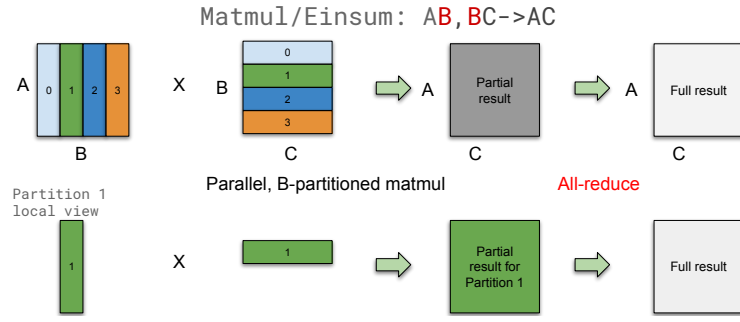 Matmul/Einsum: AB,BC->AC
A
0
1
2
3
B
X
B
0
1
2
3
C
A
Partial
result
C
A
Full result
C
Parallel, B-partitioned matmul
All-reduce
Partition 1
local view
1
X
1
Partial
result for
Partition 1
Full result